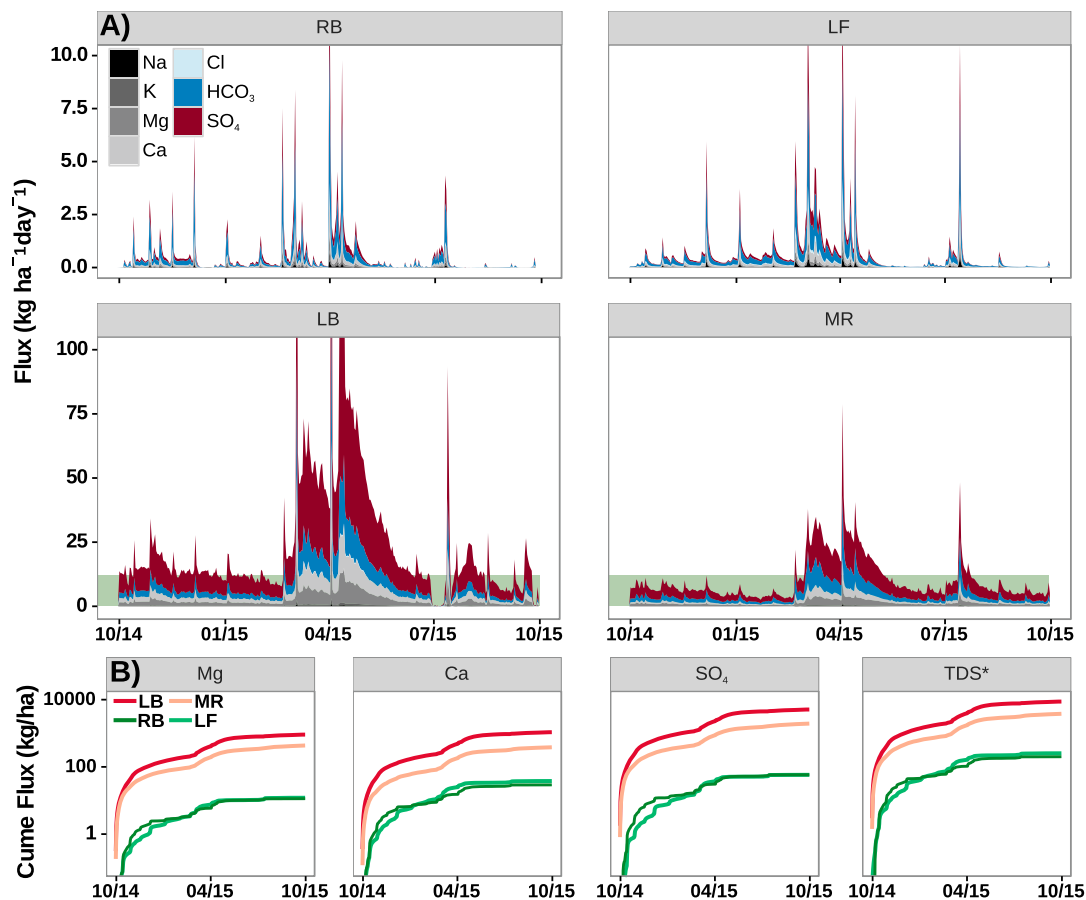 A) RB
LF
Na Cl
K HCO₃
Mg SO₄
Ca
10.0
7.5
5.0
2.5
0.0
Flux (kg ha⁻¹day⁻¹)
LB
MR
100
75
50
25
0
10/14 01/15 04/15 07/15 10/15
10/14 01/15 04/15 07/15 10/15
B) Mg
Ca
SO₄
TDS*
LB MR
RB LF
10000
100
1
Cume Flux (kg/ha)
10/14 04/15 10/15
10/14 04/15 10/15
10/14 04/15 10/15
10/14 04/15 10/15